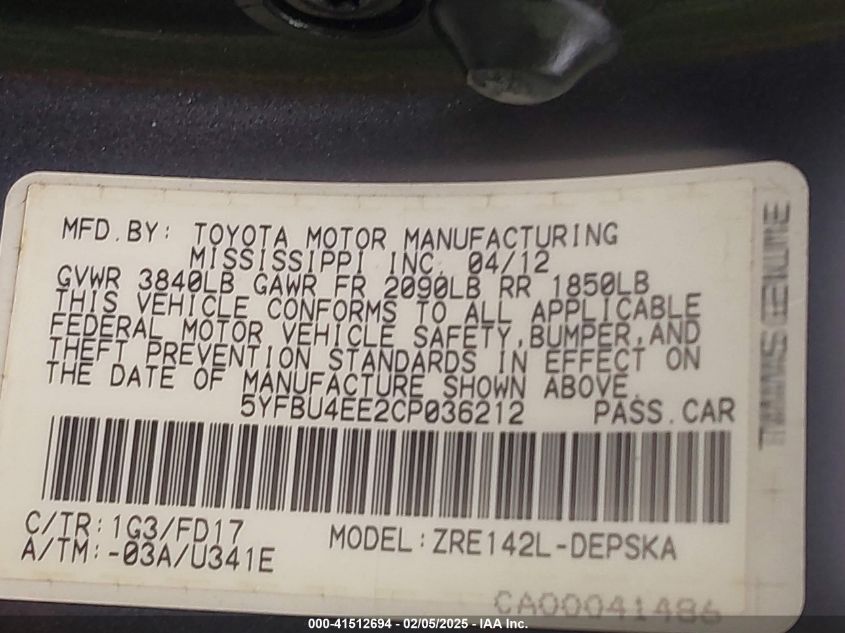 MFD.BY: TOYOTA MOTOR MANUFACTURING
MISSISSIPPI INC. 04/12
GVWR 3840LB GAWR FR 2090LB RR 1850LB
THIS VEHICLE CONFORMS TO ALL APPLICABLE
FEDERAL MOTOR VEHICLE SAFETY,BUMPER,AND
THEFT PREVENTION STANDARDS IN EFFECT ON
THE DATE OF MANUFACTURE SHOWN ABOVE.
5YFBU4EE2CP036212 PASS.CAR
C/TR:1G3/FD17
A/TM:-03A/U341E
MODEL:ZRE142L-DEPSKA
CA00041486
000-41512694 - 02/05/2025 - IAA Inc.